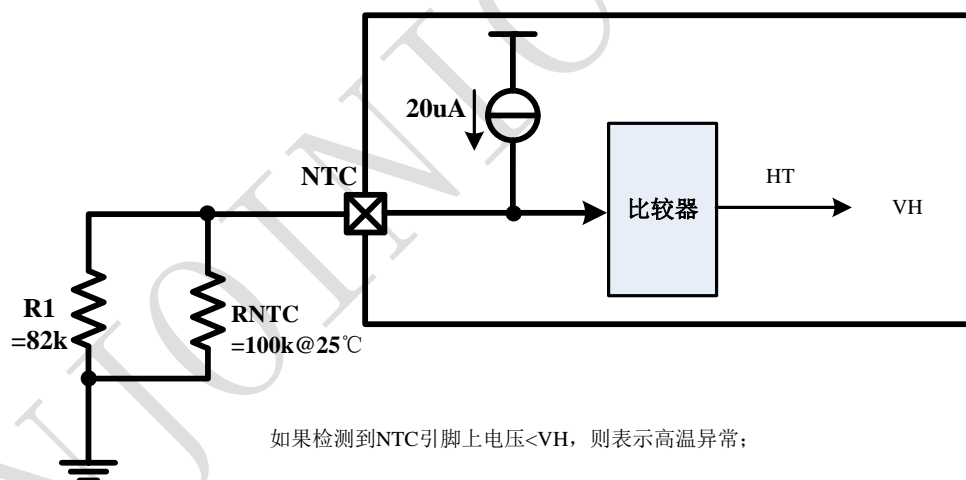 20uA
NTC
比较器
HT
VH
R1
=82k
RNTC
=100k@25℃
如果检测到NTC引脚上电压<VH，则表示高温异常；
NJOINIC